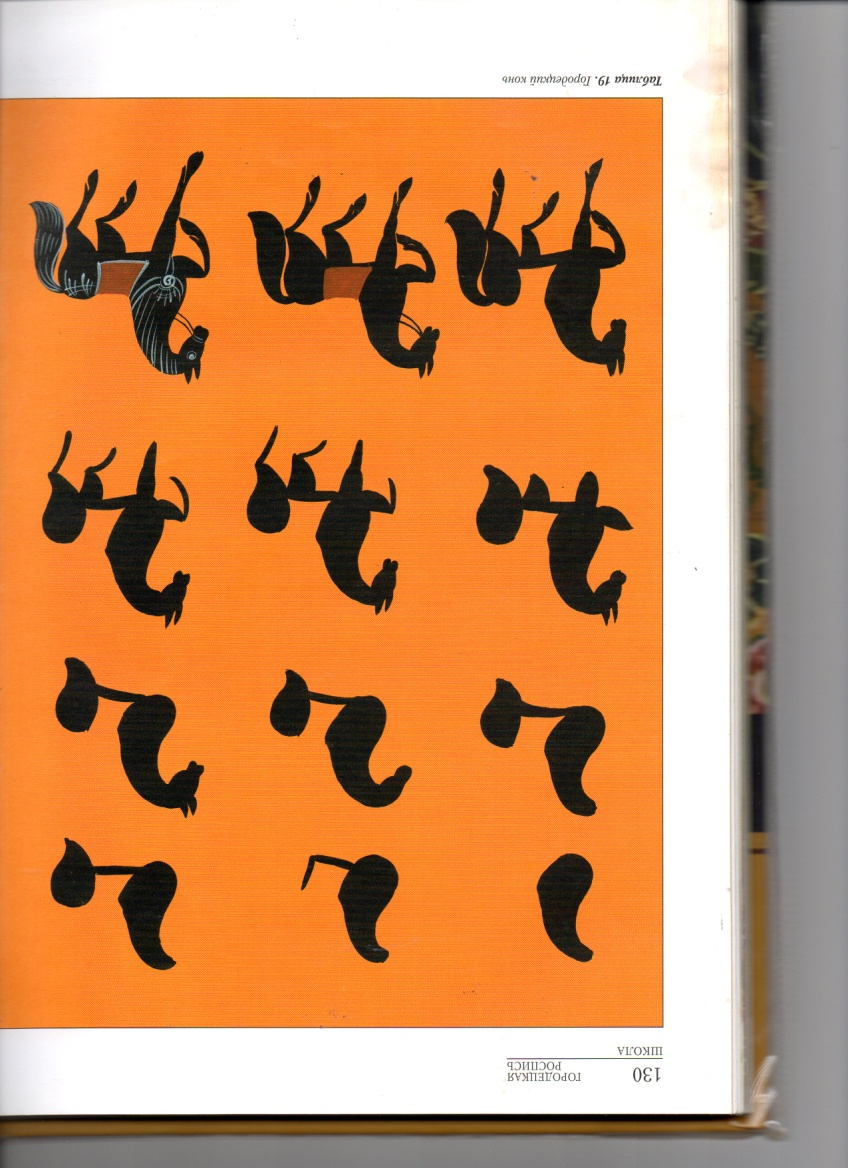 130
ГОРОДЕЦКАЯ
РОСПИСЬ
ШКОЛА
Таблица 19. Городецкий конь